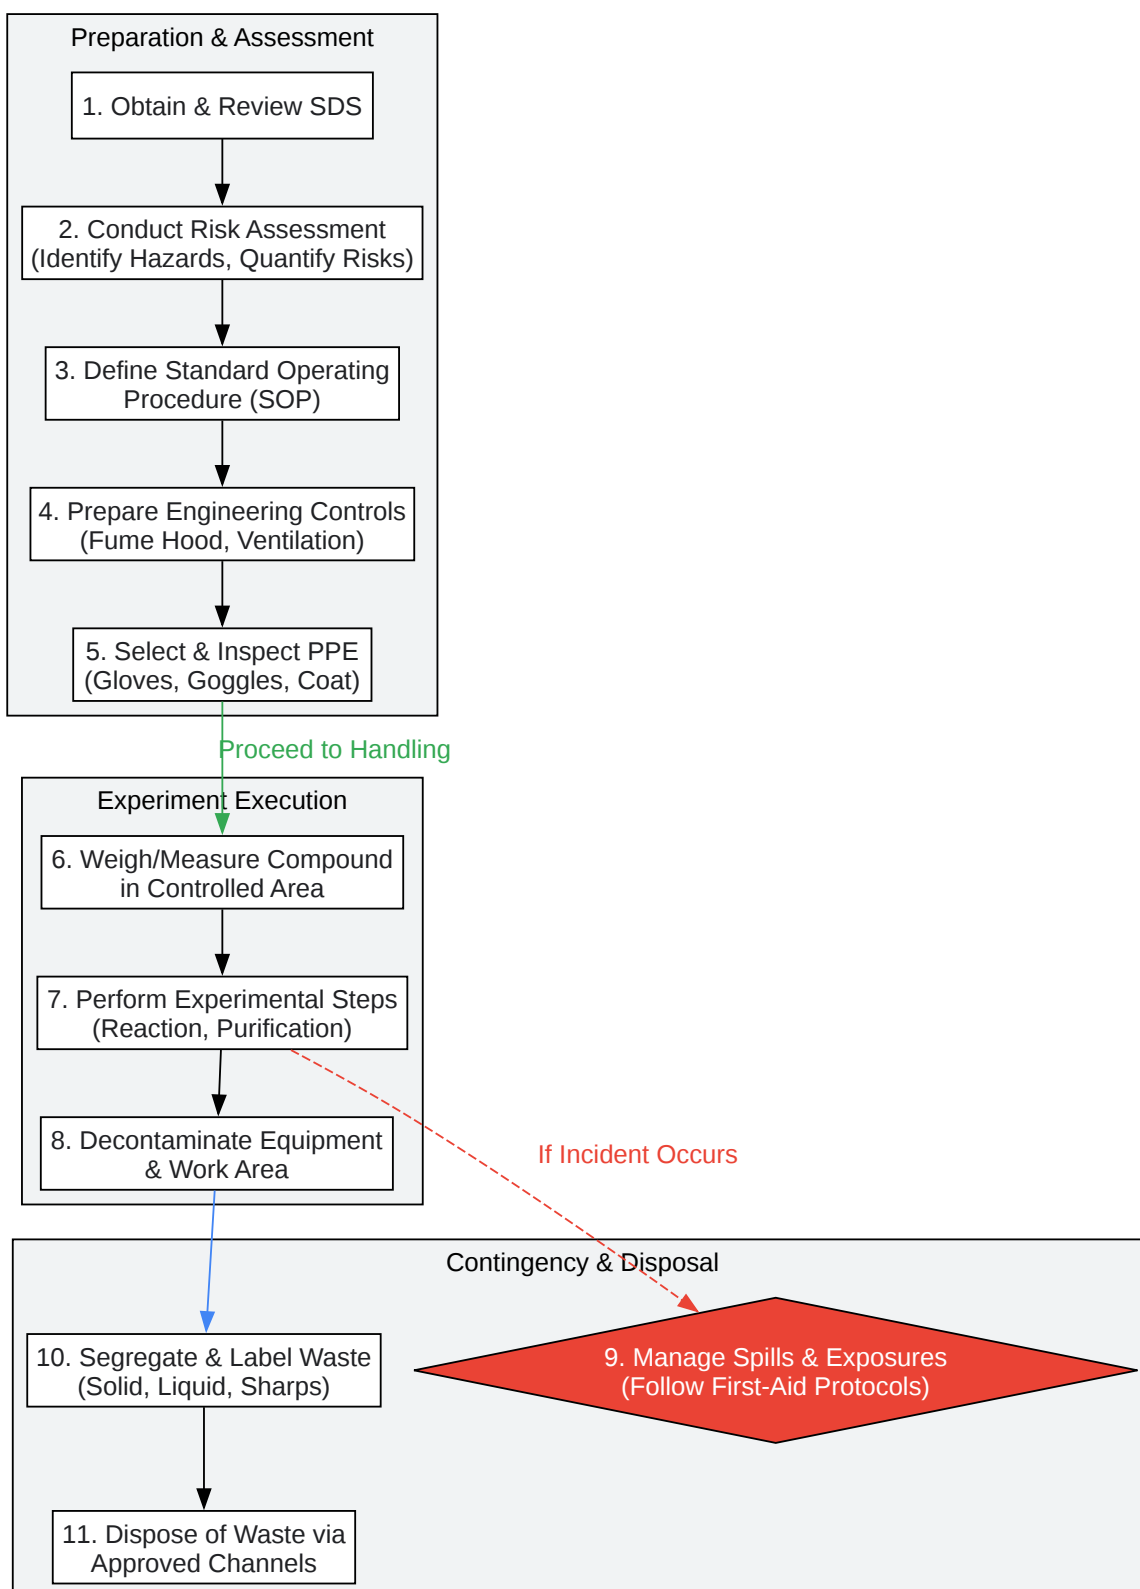 Preparation & Assessment
1. Obtain & Review SDS
2. Conduct Risk Assessment
(Identify Hazards, Quantify Risks)
3. Define Standard Operating
Procedure (SOP)
4. Prepare Engineering Controls
(Fume Hood, Ventilation)
5. Select & Inspect PPE
(Gloves, Goggles, Coat)
Proceed to Handling
Experiment Execution
6. Weigh/Measure Compound
in Controlled Area
7. Perform Experimental Steps
(Reaction, Purification)
8. Decontaminate Equipment
& Work Area
If Incident Occurs
Contingency & Disposal
9. Manage Spills & Exposures
(Follow First-Aid Protocols)
10. Segregate & Label Waste
(Solid, Liquid, Sharps)
11. Dispose of Waste via
Approved Channels